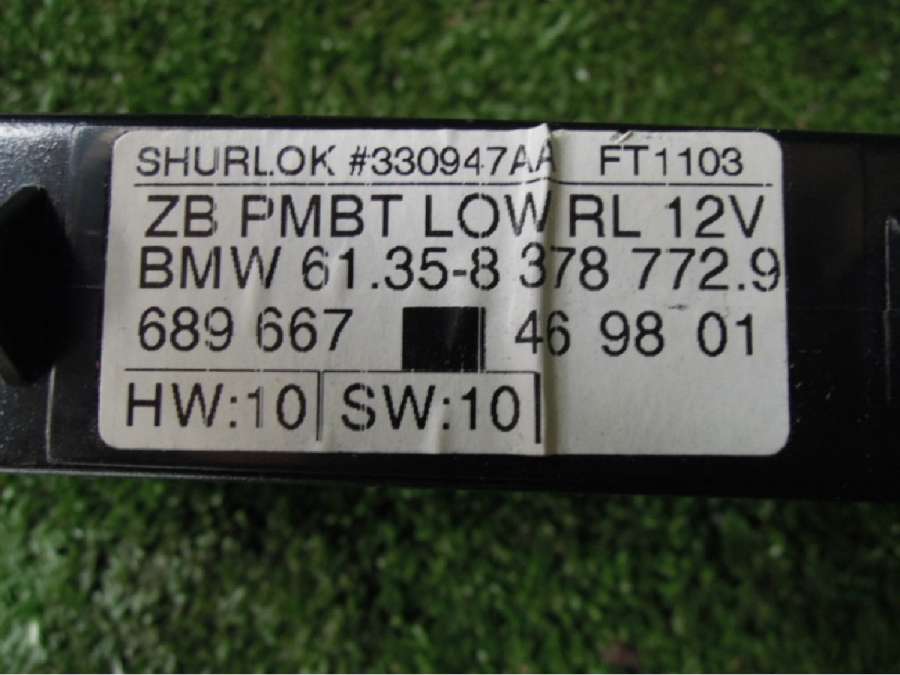 SHURLOK #330947AA FT1103
ZB PMBT LOW RL 12V
BMW 61.35-8 378 772.9
689 667 46 98 01
HW:10 SW:10